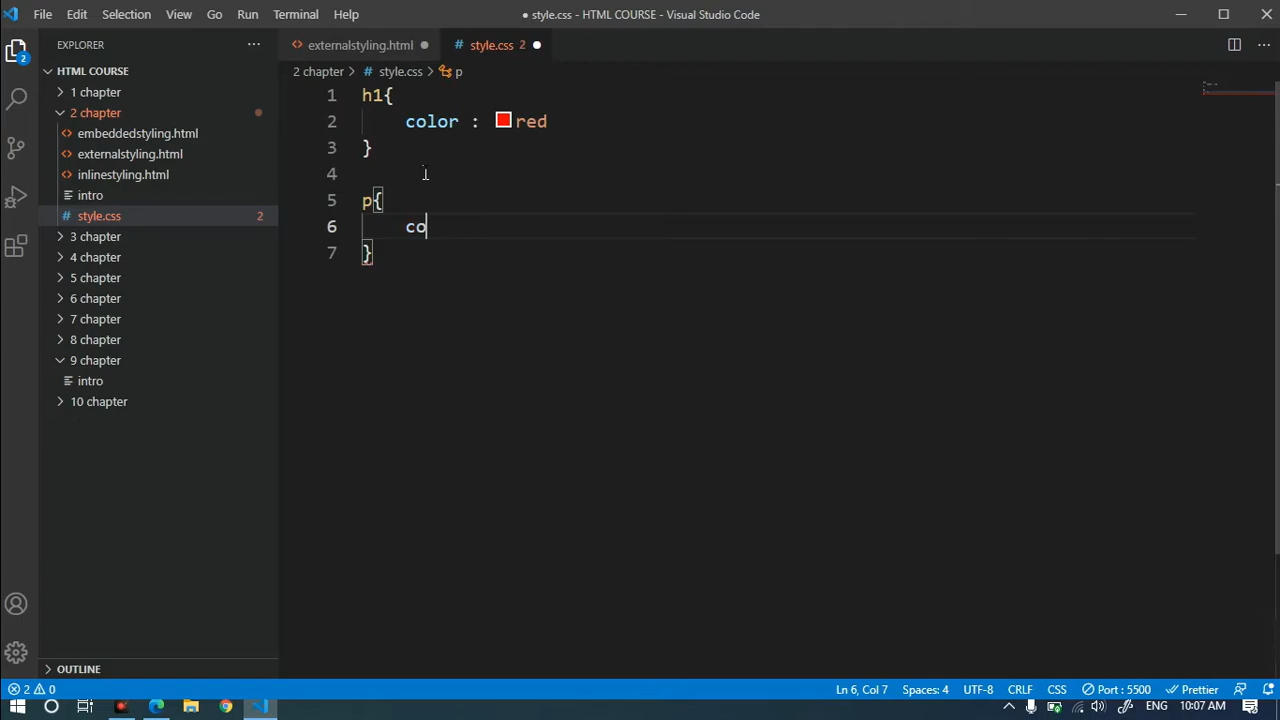 File Edit Selection View Go Run Terminal Help
● style.css - HTML COURSE - Visual Studio Code
EXPLORER
externalstyling.html
style.css 2
2
HTML COURSE
2 chapter > # style.css > p
1 chapter
2 chapter
embeddedstyling.html
externalstyling.html
inlinestyling.html
intro
# style.css 2
3 chapter
4 chapter
5 chapter
6 chapter
7 chapter
8 chapter
9 chapter
intro
10 chapter
1 h1{
2 color : red
3 }
4
5 p{
6 co
7 }
OUTLINE
2 0
Ln 6, Col 7 Spaces: 4 UTF-8 CRLF CSS Port : 5500 Prettier
ENG 10:07 AM